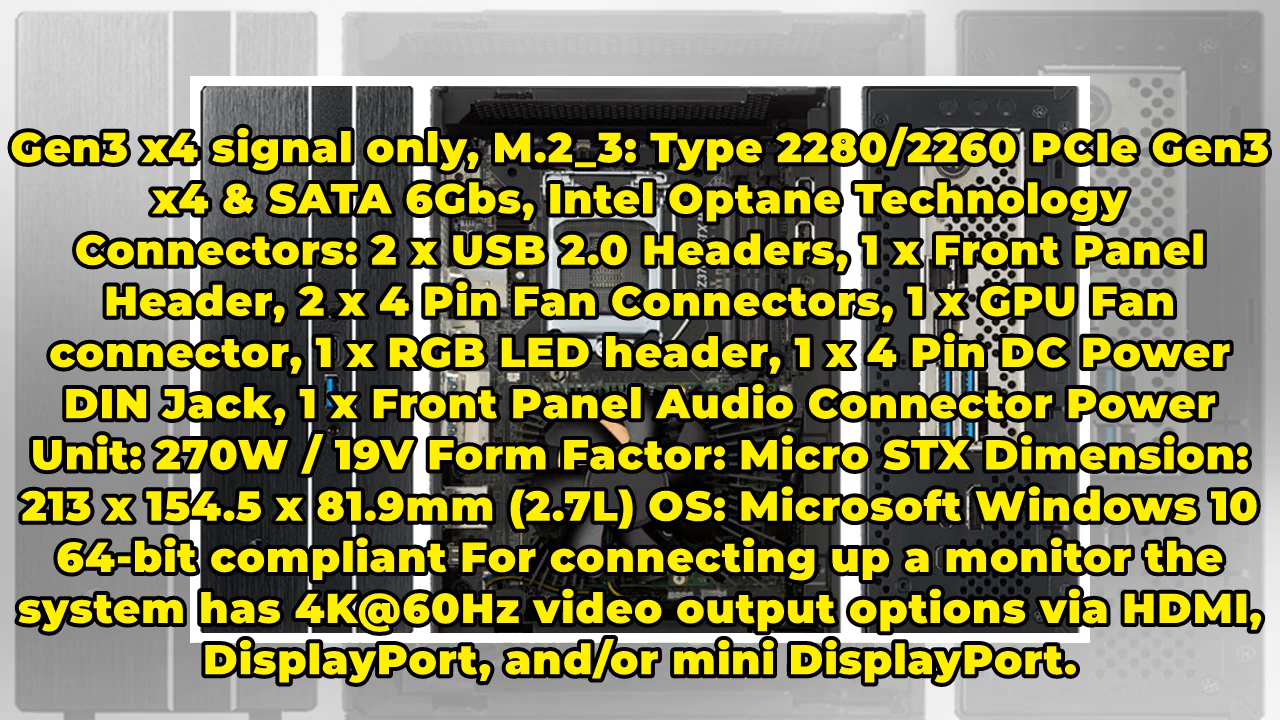 Gen3 x4 signal only, M.2_3: Type 2280/2260 PCIe Gen3
x4 & SATA 6Gbs, Intel Optane Technology
Connectors: 2 x USB 2.0 Headers, 1 x Front Panel
Header, 2 x 4 Pin Fan Connectors, 1 x GPU Fan
connector, 1 x RGB LED header, 1 x 4 Pin DC Power
DIN Jack, 1 x Front Panel Audio Connector Power
Unit: 270W / 19V Form Factor: Micro STX Dimension:
213 x 154.5 x 81.9mm (2.7L) OS: Microsoft Windows 10
64-bit compliant For connecting up a monitor the
system has 4K@60Hz video output options via HDMI,
DisplayPort, and/or mini DisplayPort.